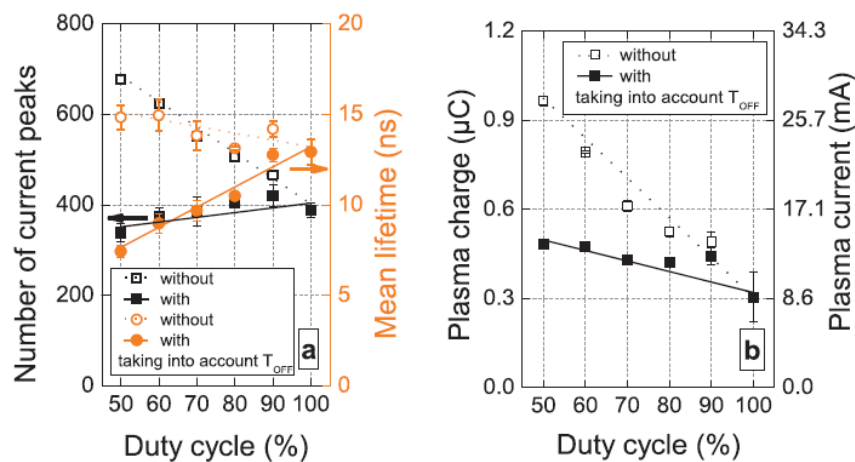 800
600
400
200
0
Number of current peaks
20
15
10
5
0
Mean lifetime (ns)
without
with
without
with
taking into account T_OFF
a
50 60 70 80 90 100
Duty cycle (%)
1.2
0.9
0.6
0.3
0.0
Plasma charge (µC)
34.3
25.7
17.1
8.6
0.0
Plasma current (mA)
without
with
taking into account T_OFF
b
50 60 70 80 90 100
Duty cycle (%)